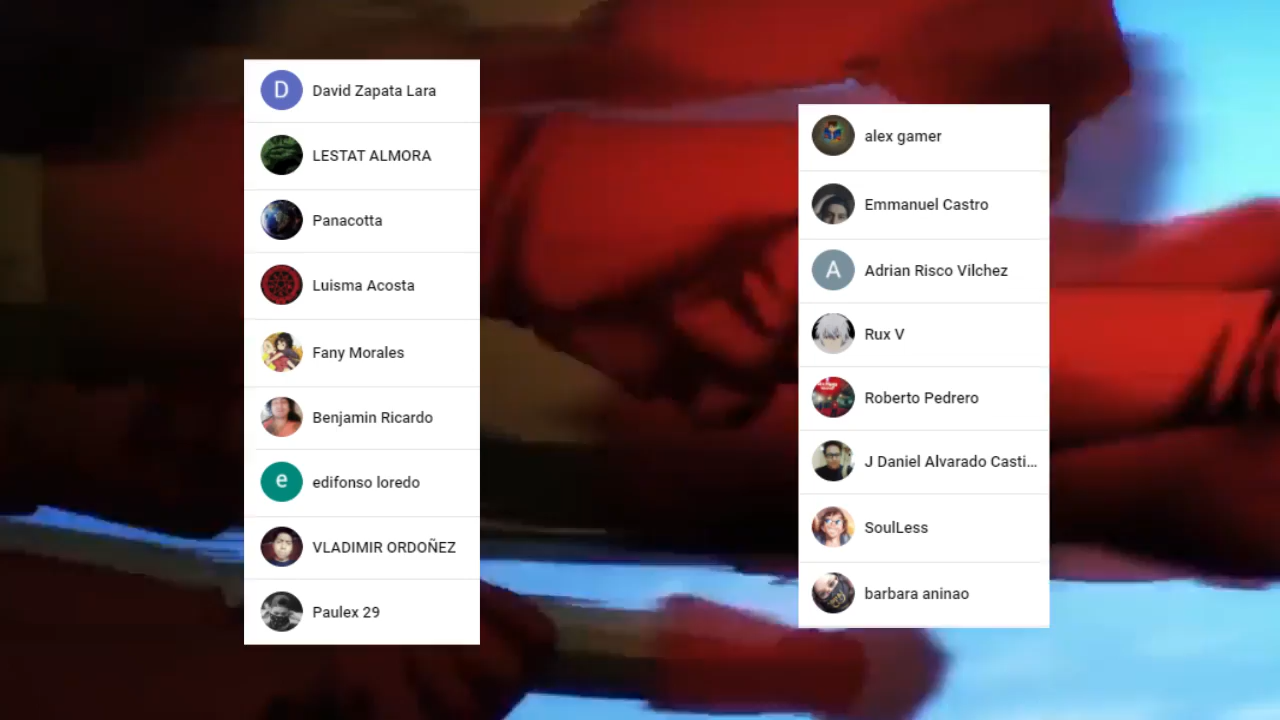 D David Zapata Lara
LESTAT ALMORA
Panacotta
Luisma Acosta
Fany Morales
Benjamin Ricardo
e edifonso loredo
VLADIMIR ORDOÑEZ
Paulex 29
alex gamer
Emmanuel Castro
A Adrian Risco Vilchez
Rux V
Roberto Pedrero
J Daniel Alvarado Casti...
SoulLess
barbara aninao